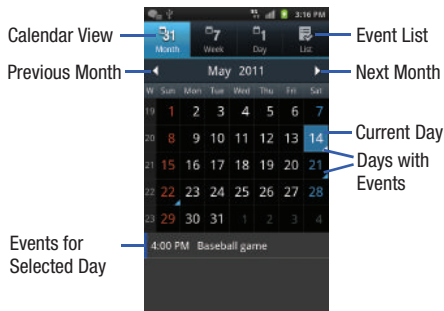 3:16 PM
Calendar View
31 7 1
Month Week Day List
Event List
Previous Month
May 2011
Next Month
W Sun Mon Tue Wed Thu Fri Sat
19 1 2 3 4 5 6 7
20 8 9 10 11 12 13 14
Current Day
21 15 16 17 18 19 20 21
Days with
Events
22 22 23 24 25 26 27 28
23 29 30 31 1 2 3 4
Events for
Selected Day
4:00 PM Baseball game